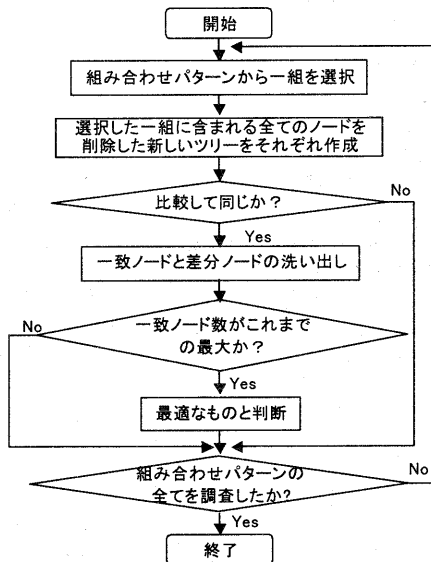 開始
組み合わせパターンから一組を選択
選択した一組に含まれる全てのノードを
削除した新しいツリーをそれぞれ作成
比較して同じか？
No
Yes
一致ノードと差分ノードの洗い出し
No
一致ノード数がこれまで
の最大か？
Yes
最適なものと判断
組み合わせパターンの
全てを調査したか?
No
Yes
終了